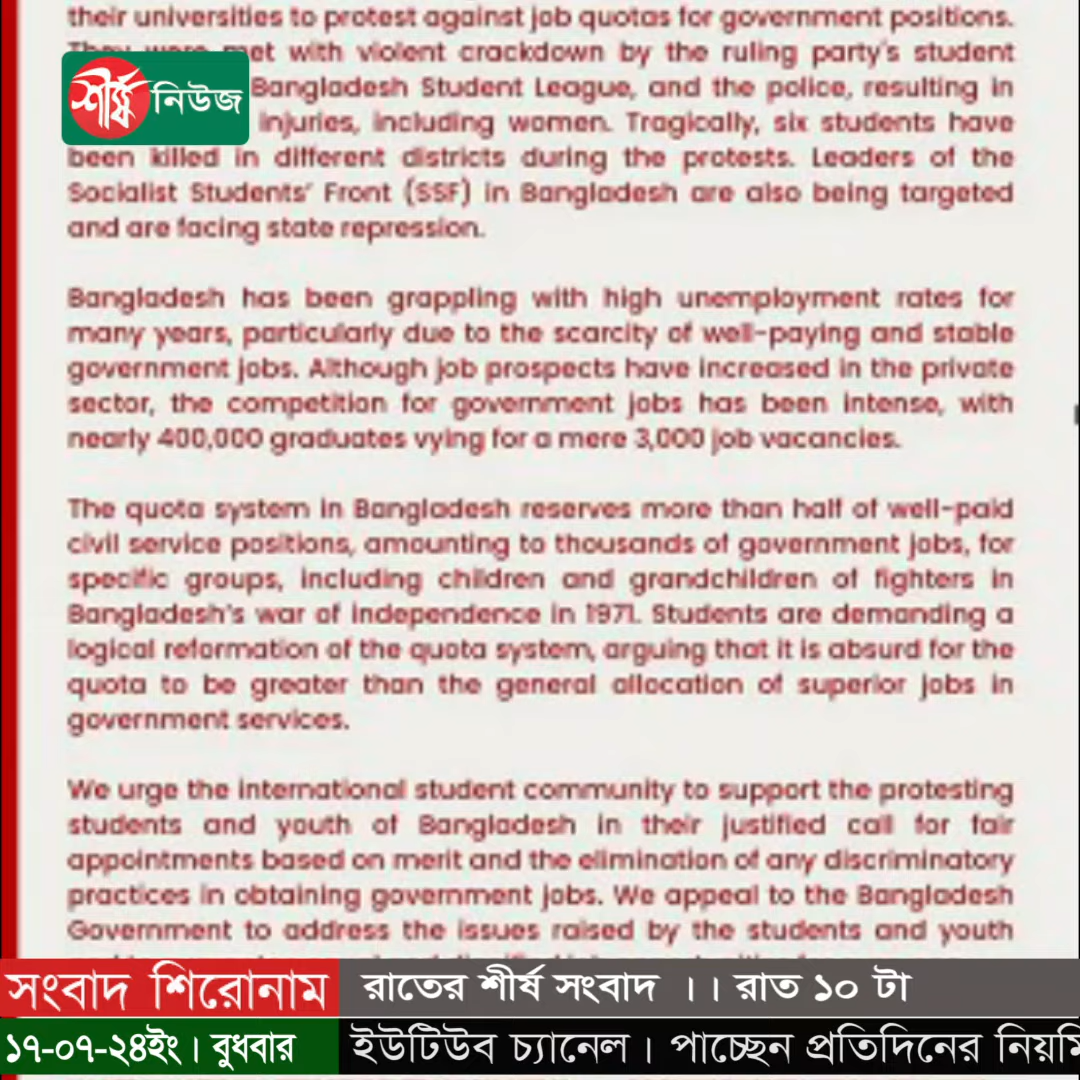 their universities to protest against job quotas for government positions.
They were met with violent crackdown by the ruling party's student
Bangladesh Student League, and the police, resulting in
injuries, including women. Tragically, six students have
been killed in different districts during the protests. Leaders of the
Socialist Students' Front (SSF) in Bangladesh are also being targeted
and are facing state repression.
Bangladesh has been grappling with high unemployment rates for
many years, particularly due to the scarcity of well-paying and stable
government jobs. Although job prospects have increased in the private
sector, the competition for government jobs has been intense, with
nearly 400,000 graduates vying for a mere 3,000 job vacancies.
The quota system in Bangladesh reserves more than half of well-paid
civil service positions, amounting to thousands of government jobs, for
specific groups, including children and grandchildren of fighters in
Bangladesh's war of independence in 1971. Students are demanding a
logical reformation of the quota system, arguing that it is absurd for the
quota to be greater than the general allocation of superior jobs in
government services.
We urge the international student community to support the protesting
students and youth of Bangladesh in their justified call for fair
appointments based on merit and the elimination of any discriminatory
practices in obtaining government jobs. We appeal to the Bangladesh
Government to address the issues raised by the students and youth
শীর্ষ নিউজ
সংবাদ শিরোনাম
রাতের শীর্ষ সংবাদ ।। রাত ১০ টা
১৭-০৭-২৪ইং। বুধবার
ইউটিউব চ্যানেল। পাচ্ছেন প্রতিদিনের